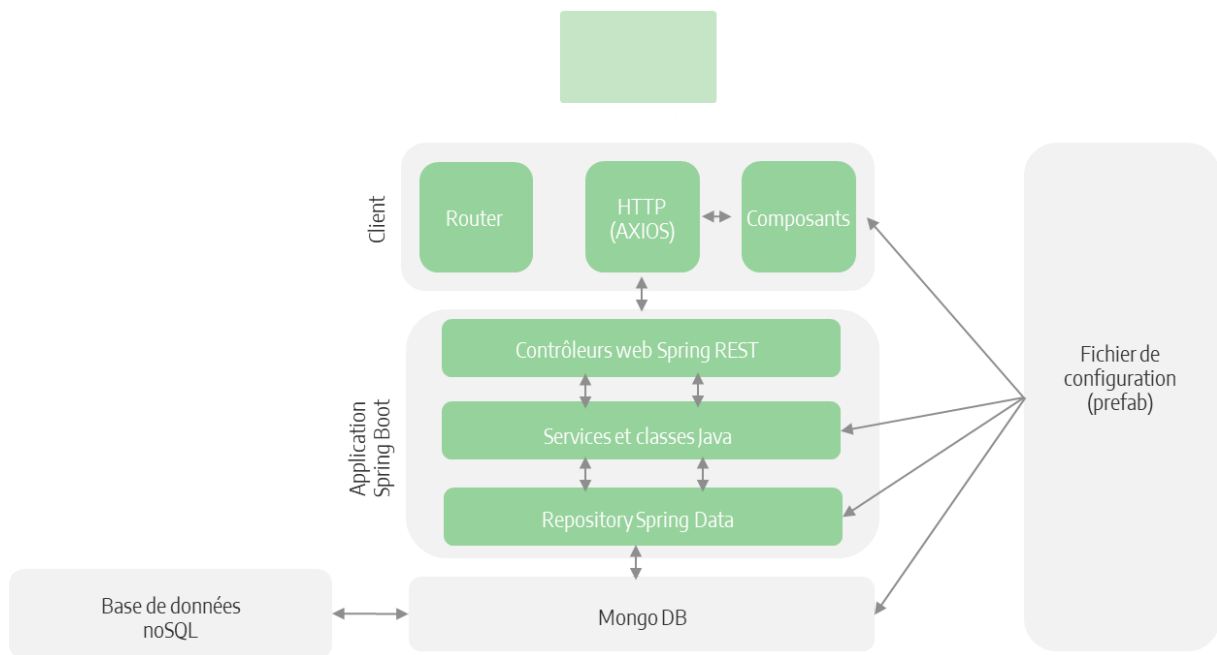 Client
Router
HTTP
(AXIOS)
Composants
Application
Spring Boot
Contrôleurs web Spring REST
Services et classes Java
Repository Spring Data
Fichier de
configuration
(prefab)
Base de données
noSQL
Mongo DB